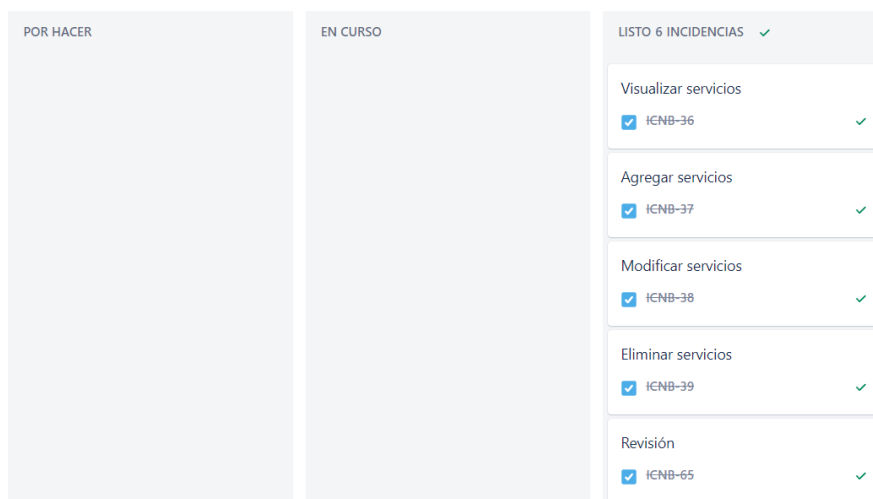 POR HACER
EN CURSO
LISTO 6 INCIDENCIAS
Visualizar servicios
ICNB-36
Agregar servicios
ICNB-37
Modificar servicios
ICNB-38
Eliminar servicios
ICNB-39
Revisión
ICNB-65